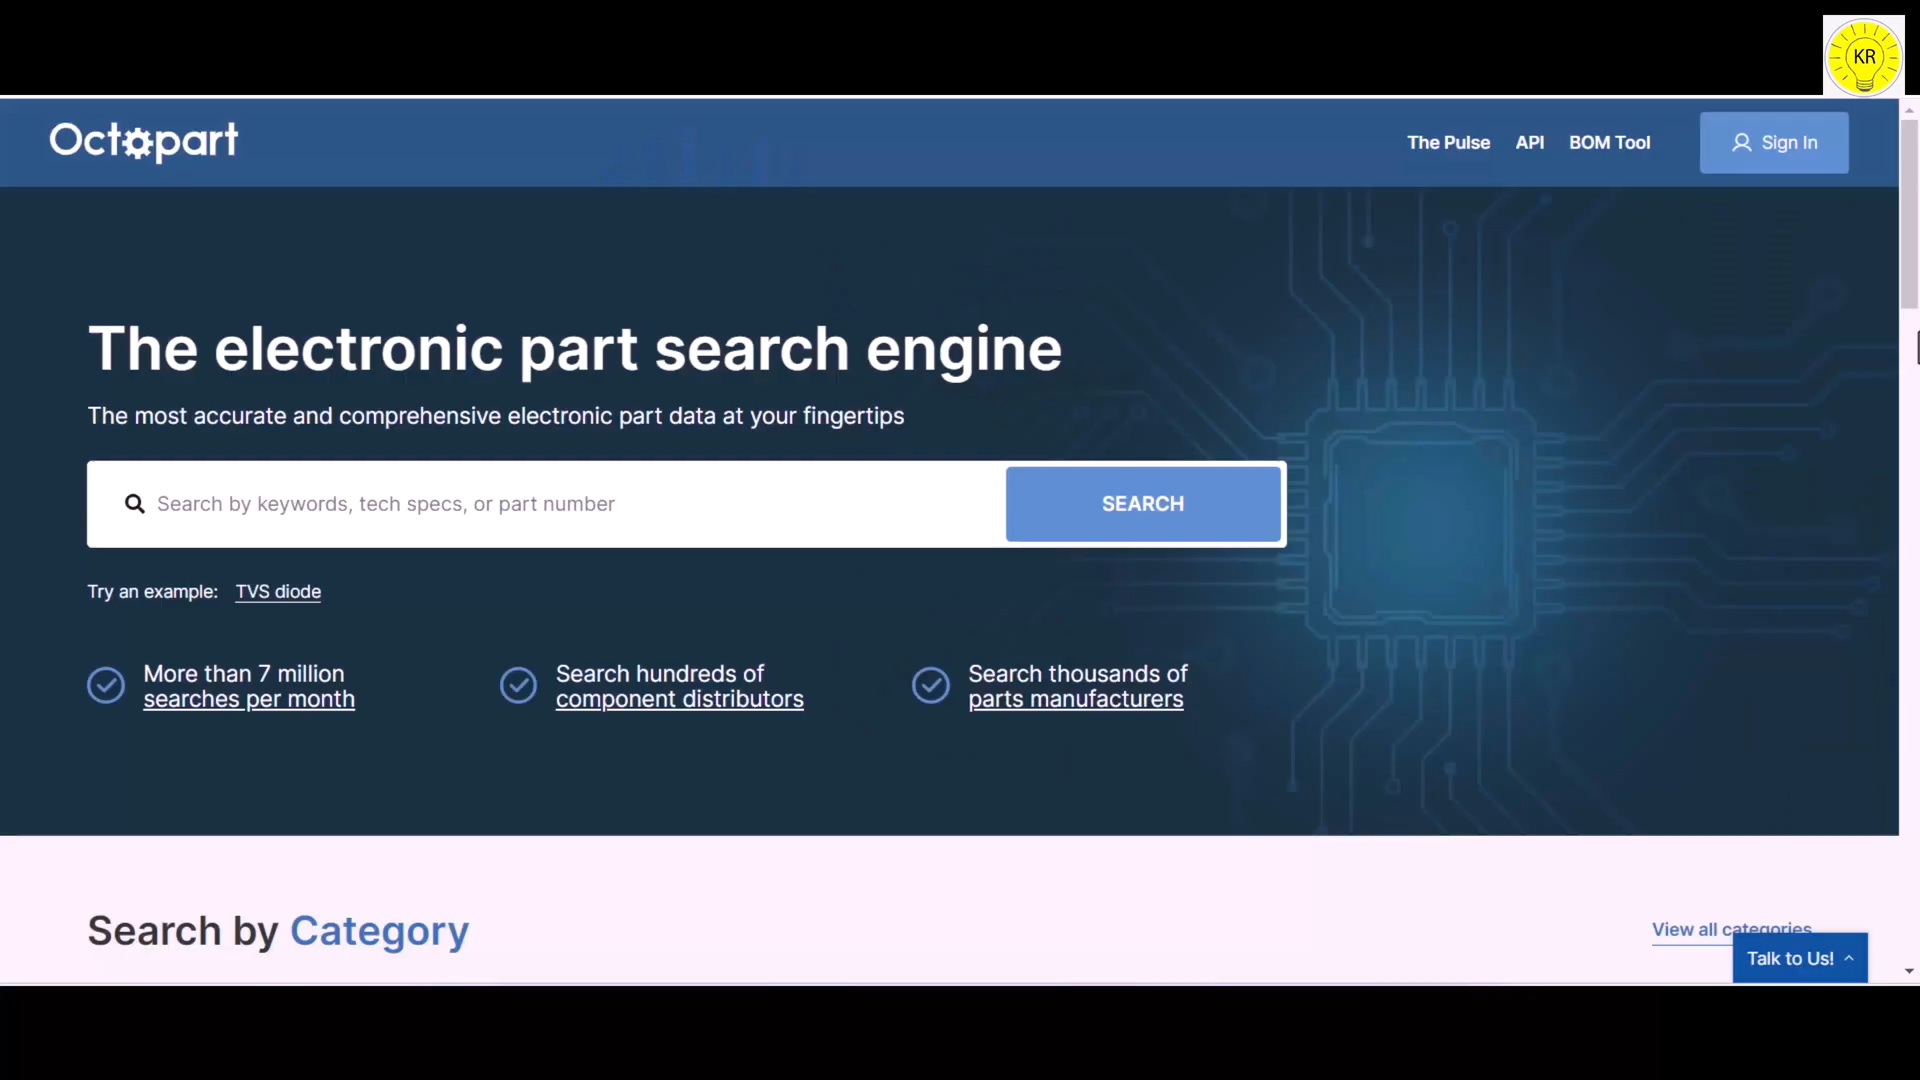 KR
Octopart
The Pulse API BOM Tool Sign In
The electronic part search engine
The most accurate and comprehensive electronic part data at your fingertips
Search by keywords, tech specs, or part number SEARCH
Try an example: TVS diode
More than 7 million
searches per month
Search hundreds of
component distributors
Search thousands of
parts manufacturers
Search by Category
View all categories
Talk to Us!